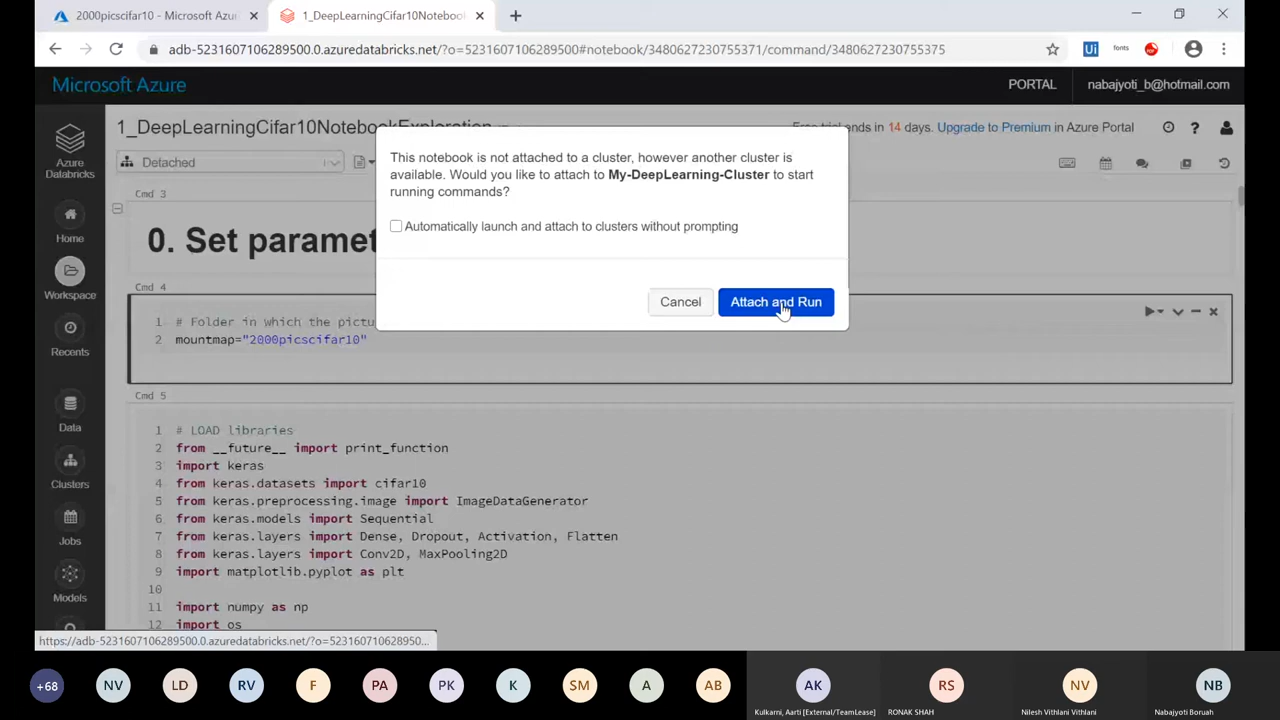 2000picscifar10 - Microsoft Azur
1_DeepLearningCifar10Notebook
adb-5231607106289500.0.azuredatabricks.net/?o=5231607106289500#notebook/3480627230755371/command/3480627230755375
Ui
fonts
Microsoft Azure
PORTAL
nabajyoti_b@hotmail.com
Azure
Databricks
Home
Workspace
Recents
Data
Clusters
Jobs
Models
1_DeepLearningCifar10NotebookExploration
Free trial ends in 14 days. Upgrade to Premium in Azure Portal
Detached
This notebook is not attached to a cluster, however another cluster is
available. Would you like to attach to My-DeepLearning-Cluster to start
running commands?
Automatically launch and attach to clusters without prompting
Cancel
Attach and Run
Cmd 3
0. Set paramet
Cmd 4
1 # Folder in which the pictu
2 mountmap="2000picscifar10"
Cmd 5
1 # LOAD libraries
2 from __future__ import print_function
3 import keras
4 from keras.datasets import cifar10
5 from keras.preprocessing.image import ImageDataGenerator
6 from keras.models import Sequential
7 from keras.layers import Dense, Dropout, Activation, Flatten
8 from keras.layers import Conv2D, MaxPooling2D
9 import matplotlib.pyplot as plt
10
11 import numpy as np
12 import os
https://adb-5231607106289500.0.azuredatabricks.net/?o=523160710628950...
+68
NV
LD
RV
F
PA
PK
K
SM
A
AB
AK
RS
NV
NB
Kulkarni, Aarti [External/TeamLease]
RONAK SHAH
Nilesh Vithlani Vithlani
Nabajyoti Boruah